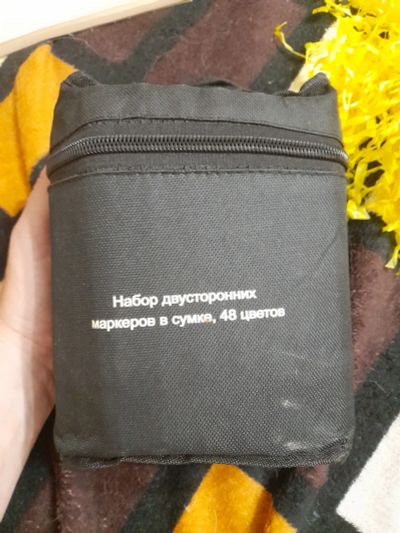 Набор двусторонних
маркеров в сумке, 48 цветов